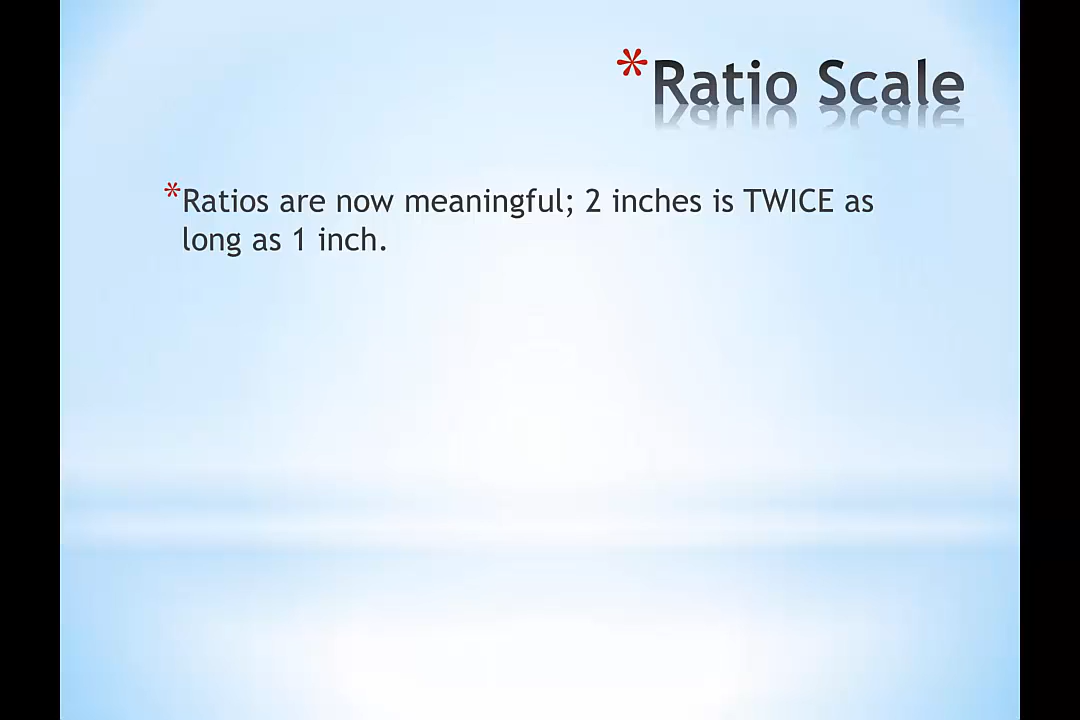 *Ratio Scale
*Ratios are now meaningful; 2 inches is TWICE as
long as 1 inch.